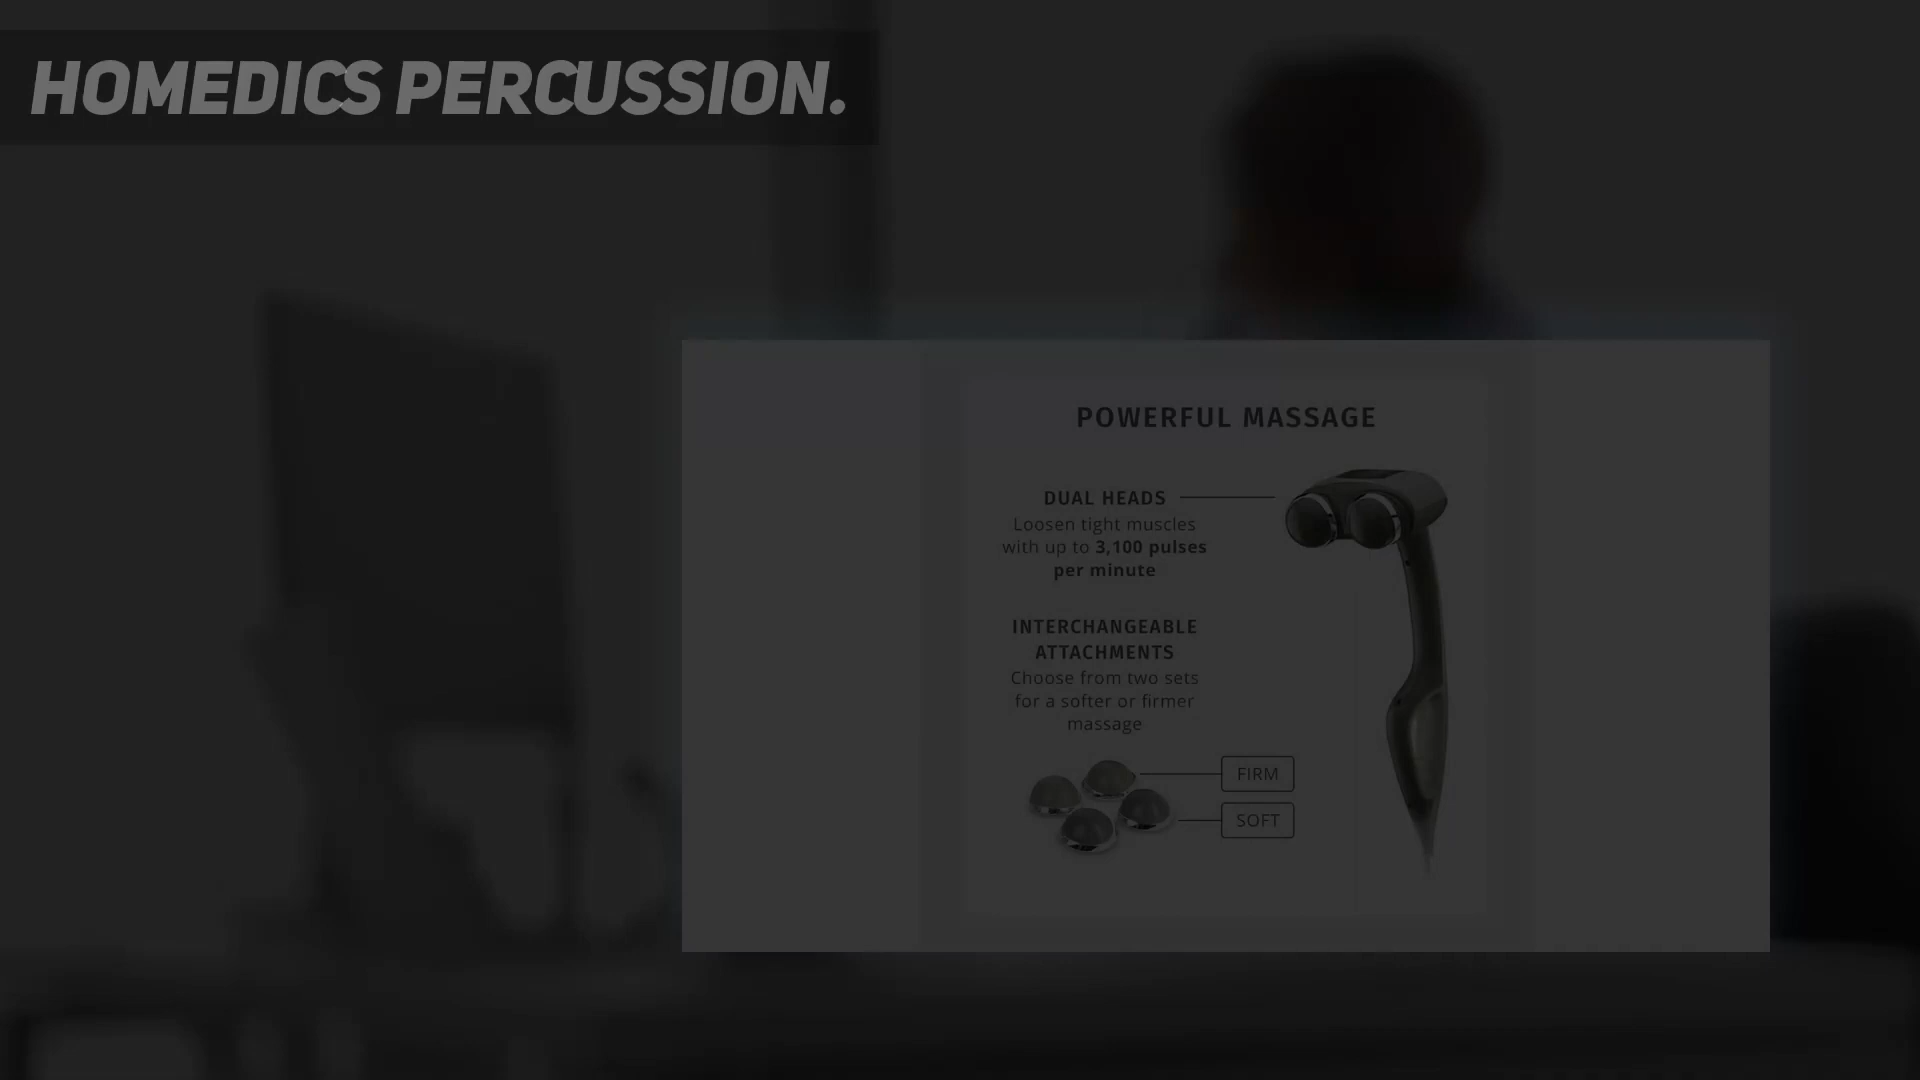 HOMEDICS PERCUSSION.
POWERFUL MASSAGE
DUAL HEADS
Loosen tight muscles
with up to 3,100 pulses
per minute
INTERCHANGEABLE
ATTACHMENTS
Choose from two sets
for a softer or firmer
massage
FIRM
SOFT